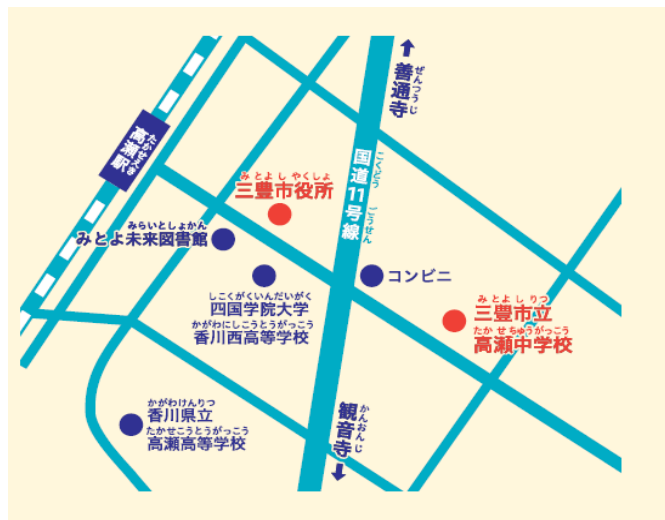 ぜんつうじ
善通寺
たかせえき
高瀬駅
こくどう ごうせん
国道11号線
みとよし やくしょ
三豊市役所
みらいとしょかん
みとよ未来図書館
コンビニ
しこくがくいんだいがく
四国学院大学
かがわにしこうとうがっこう
香川西高等学校
みとよしりつ
三豊市立
たかせちゅうがっこう
高瀬中学校
かがわけんりつ
香川県立
たかせこうとうがっこう
高瀬高等学校
かんおんじ
観音寺